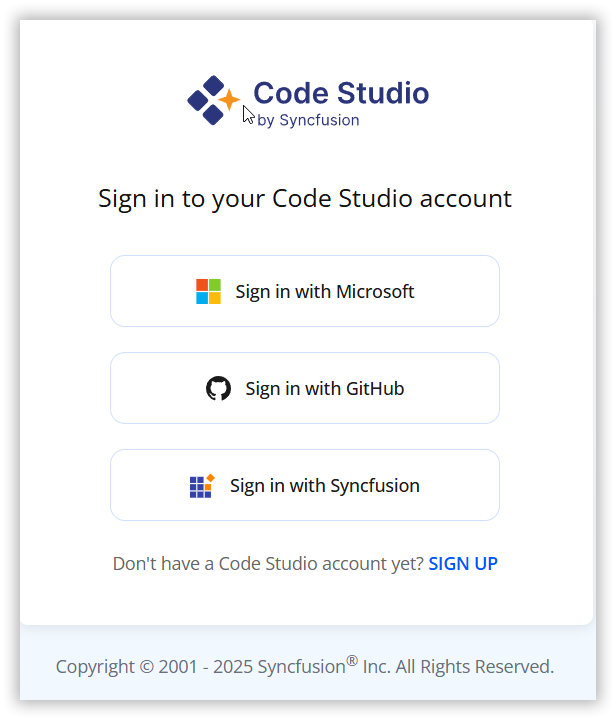 Code Studio
by Syncfusion
Sign in to your Code Studio account
Sign in with Microsoft
Sign in with GitHub
Sign in with Syncfusion
Don't have a Code Studio account yet? SIGN UP
Copyright © 2001 - 2025 Syncfusion® Inc. All Rights Reserved.